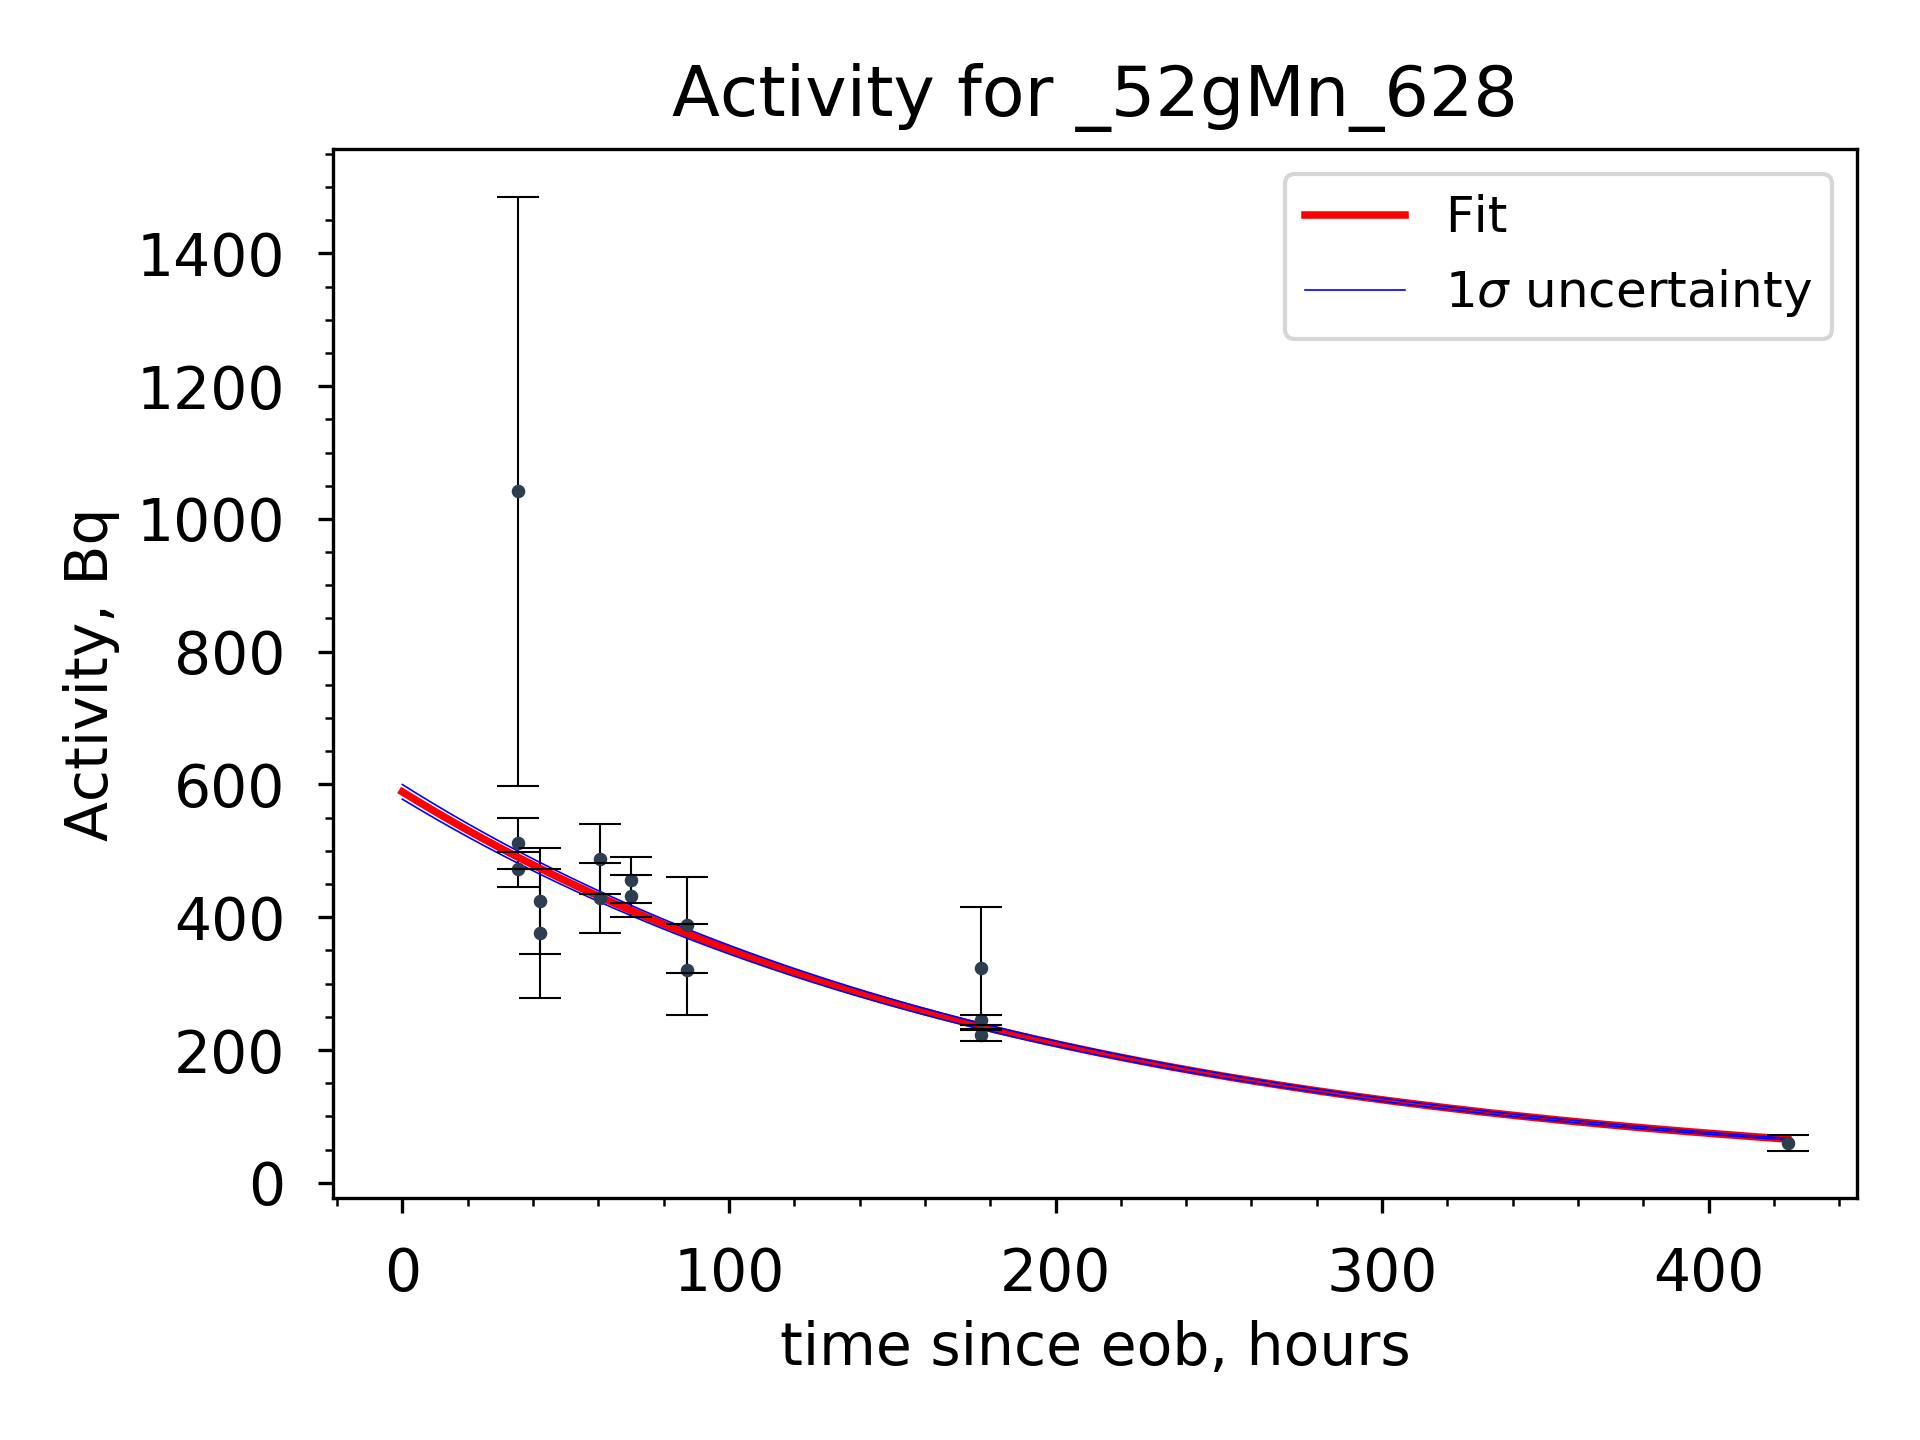 Activity for _52gMn_628
Fit
1σ uncertainty
Activity, Bq
1400
1200
1000
800
600
400
200
0
0 100 200 300 400
time since eob, hours